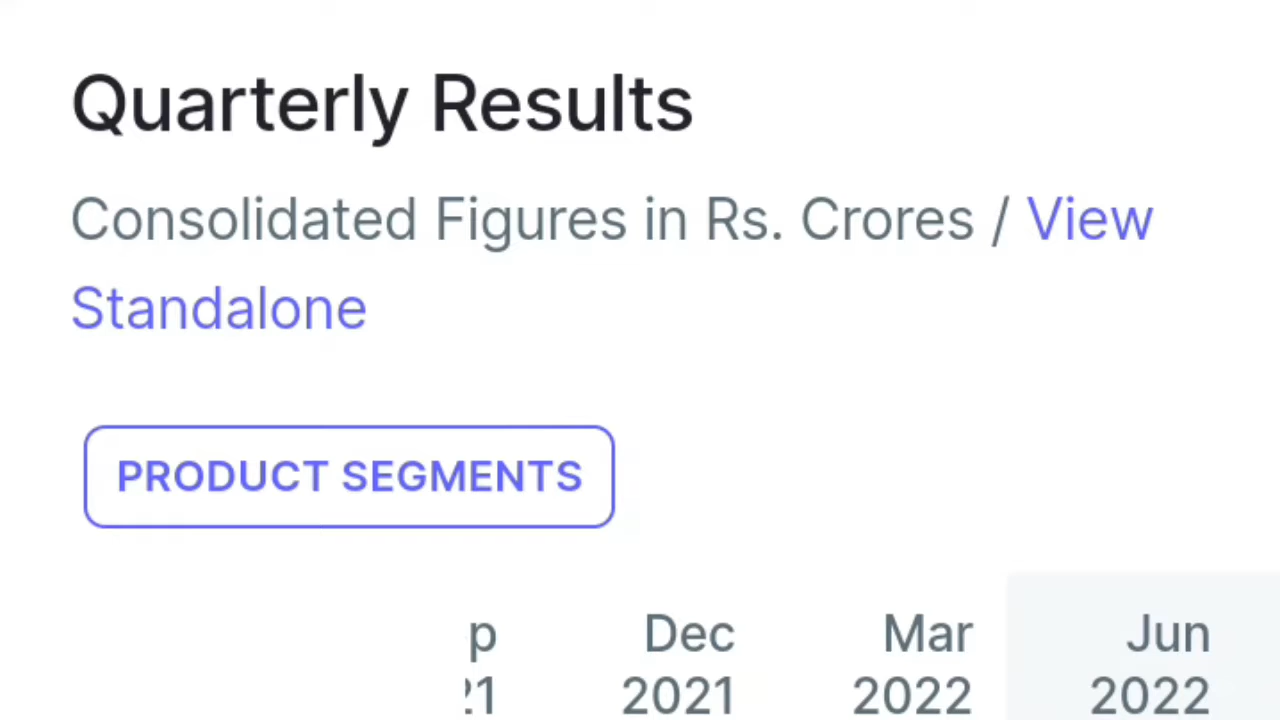 Quarterly Results
Consolidated Figures in Rs. Crores / View
Standalone
PRODUCT SEGMENTS
Dec Mar Jun
2021 2022 2022